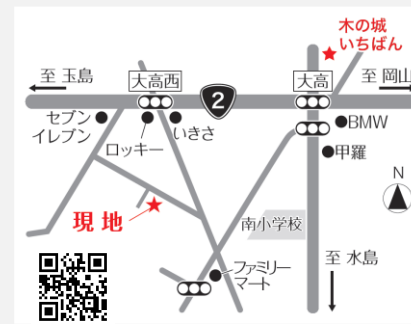 木の城
いちばん
至 玉島
大高西
大高
至 岡山
2
セブン
イレブン
ロッキー
いきさ
BMW
甲羅
N
現 地
南小学校
至 水島
ファミリー
マート